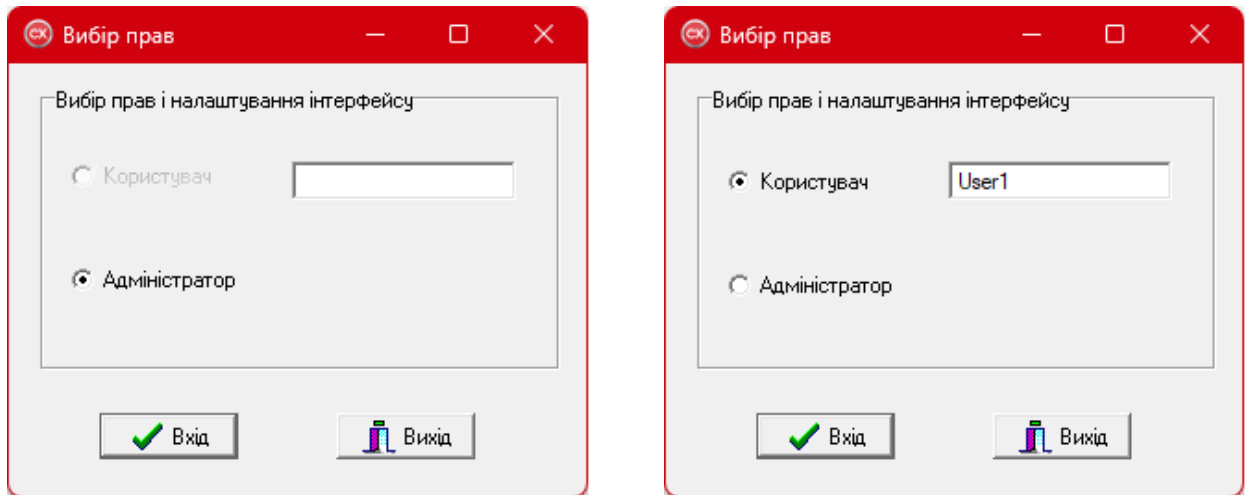 Вибір прав
Вибір прав і налаштування інтерфейсу
Користувач
Адміністратор
Вхід
Вихід
Вибір прав
Вибір прав і налаштування інтерфейсу
Користувач User1
Адміністратор
Вхід
Вихід